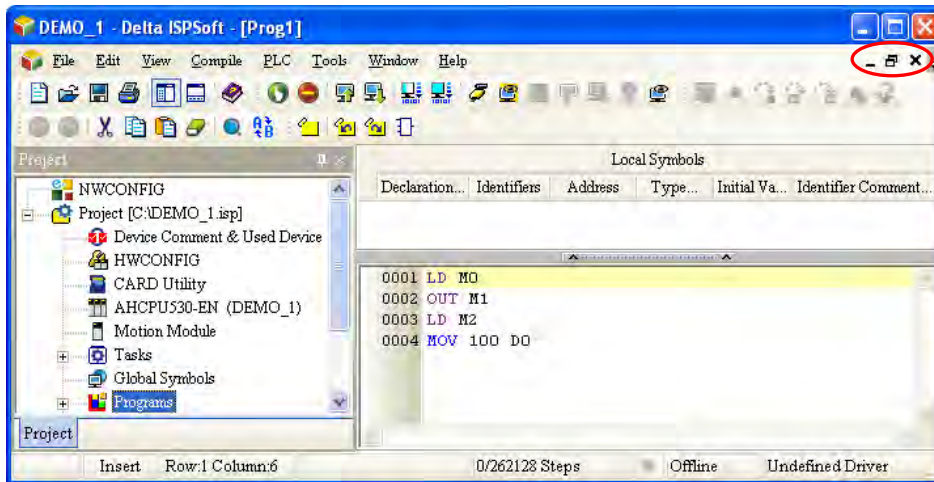 DEMO_1 - Delta ISPSoft - [Prog1]
File Edit View Compile PLC Tools Window Help
Project
NWCONFIG
Project [C:\DEMO_1.isp]
Device Comment & Used Device
HWCONFIG
CARD Utility
AHCPU530-EN (DEMO_1)
Motion Module
Tasks
Global Symbols
Programs
Project
Local Symbols
Declaration... Identifiers Address Type... Initial Va... Identifier Comment...
0001 LD M0
0002 OUT M1
0003 LD M2
0004 MOV 100 D0
Insert Row:1 Column:6 0/262128 Steps Offline Undefined Driver